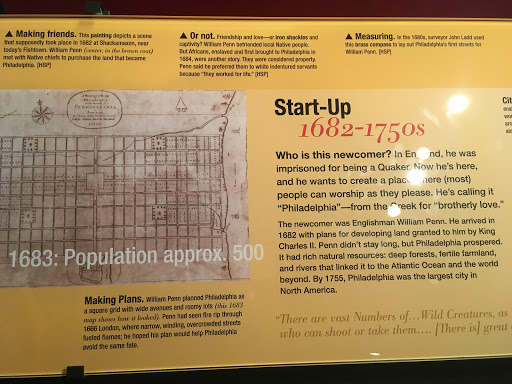 ▲ Making friends. This painting depicts a scene
that supposedly took place in 1682 at Shackamaxon, near
today's Fishtown. William Penn (center, in the brown coat)
met with Native chiefs to purchase the land that became
Philadelphia. [HSP]
▲ Or not. Friendship and love—or iron shackles and
captivity? William Penn befriended local Native people.
But Africans, enslaved and first brought to Philadelphia in
1684, were another story. They were considered property.
Penn said he preferred them to white indentured servants
because "they worked for life." [HSP]
▲ Measuring. In the 1680s, surveyor John Ladd used
this brass compass to lay out Philadelphia's first streets for
William Penn. [HSP]
Start-Up
1682-1750s
Who is this newcomer? In England, he was
imprisoned for being a Quaker. Now he's here,
and he wants to create a place where (most)
people can worship as they please. He's calling it
"Philadelphia"—from the Greek for "brotherly love."
The newcomer was Englishman William Penn. He arrived in
1682 with plans for developing land granted to him by King
Charles II. Penn didn't stay long, but Philadelphia prospered.
It had rich natural resources: deep forests, fertile farmland,
and rivers that linked it to the Atlantic Ocean and the world
beyond. By 1755, Philadelphia was the largest city in
North America.
"There are vast Numbers of…Wild Creatures, as
who can shoot or take them…. [There is] great
1683: Population approx. 500
Making Plans. William Penn planned Philadelphia as
a square grid with wide avenues and roomy lots (this 1683
map shows how it looked). Penn had seen fire rip through
1666 London, where narrow, winding, overcrowded streets
fueled flames; he hoped his plan would help Philadelphia
avoid the same fate.